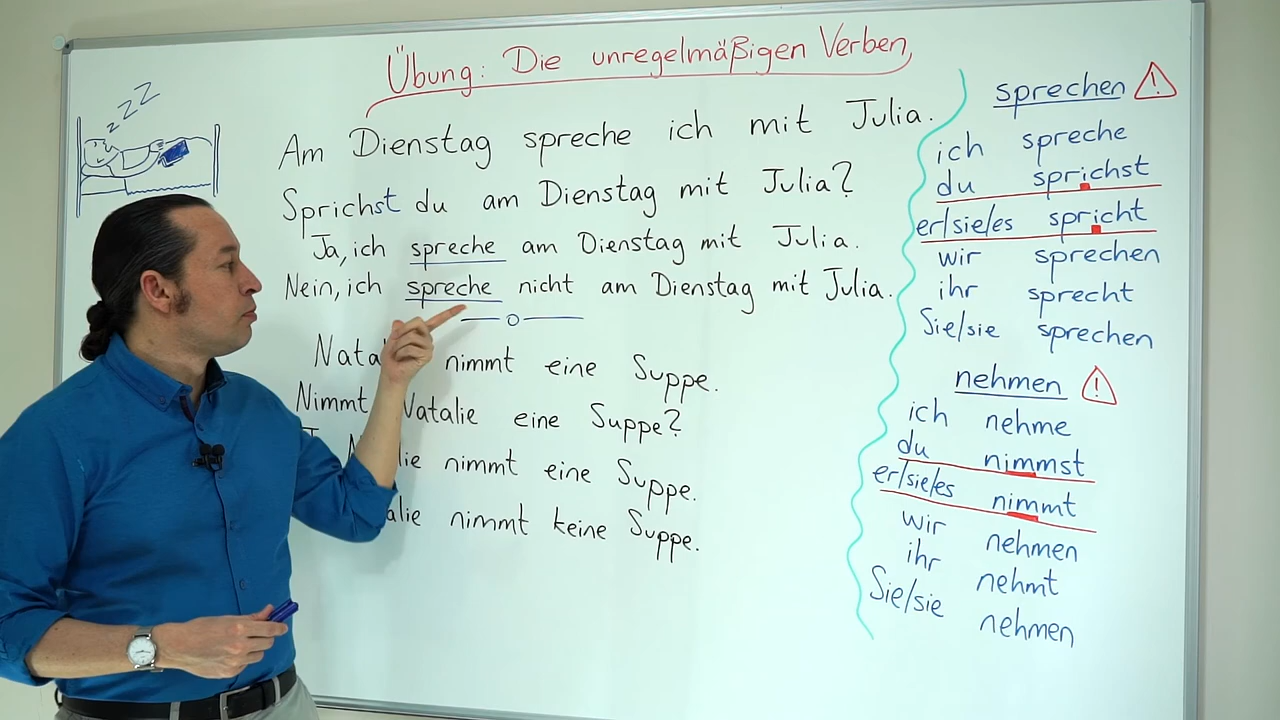 zzZZ
Übung: Die unregelmäßigen Verben
Am Dienstag spreche ich mit Julia.
Sprichst du am Dienstag mit Julia?
Ja, ich spreche am Dienstag mit Julia.
Nein, ich spreche nicht am Dienstag mit Julia.
nimmt eine Suppe.
Nimmt Natalie eine Suppe?
nimmt eine Suppe.
nimmt keine Suppe.
sprechen
ich spreche
du sprichst
er/sie/es spricht
wir sprechen
ihr sprecht
Sie/sie sprechen
nehmen
ich nehme
du nimmst
er/sie/es nimmt
wir nehmen
ihr nehmt
Sie/sie nehmen